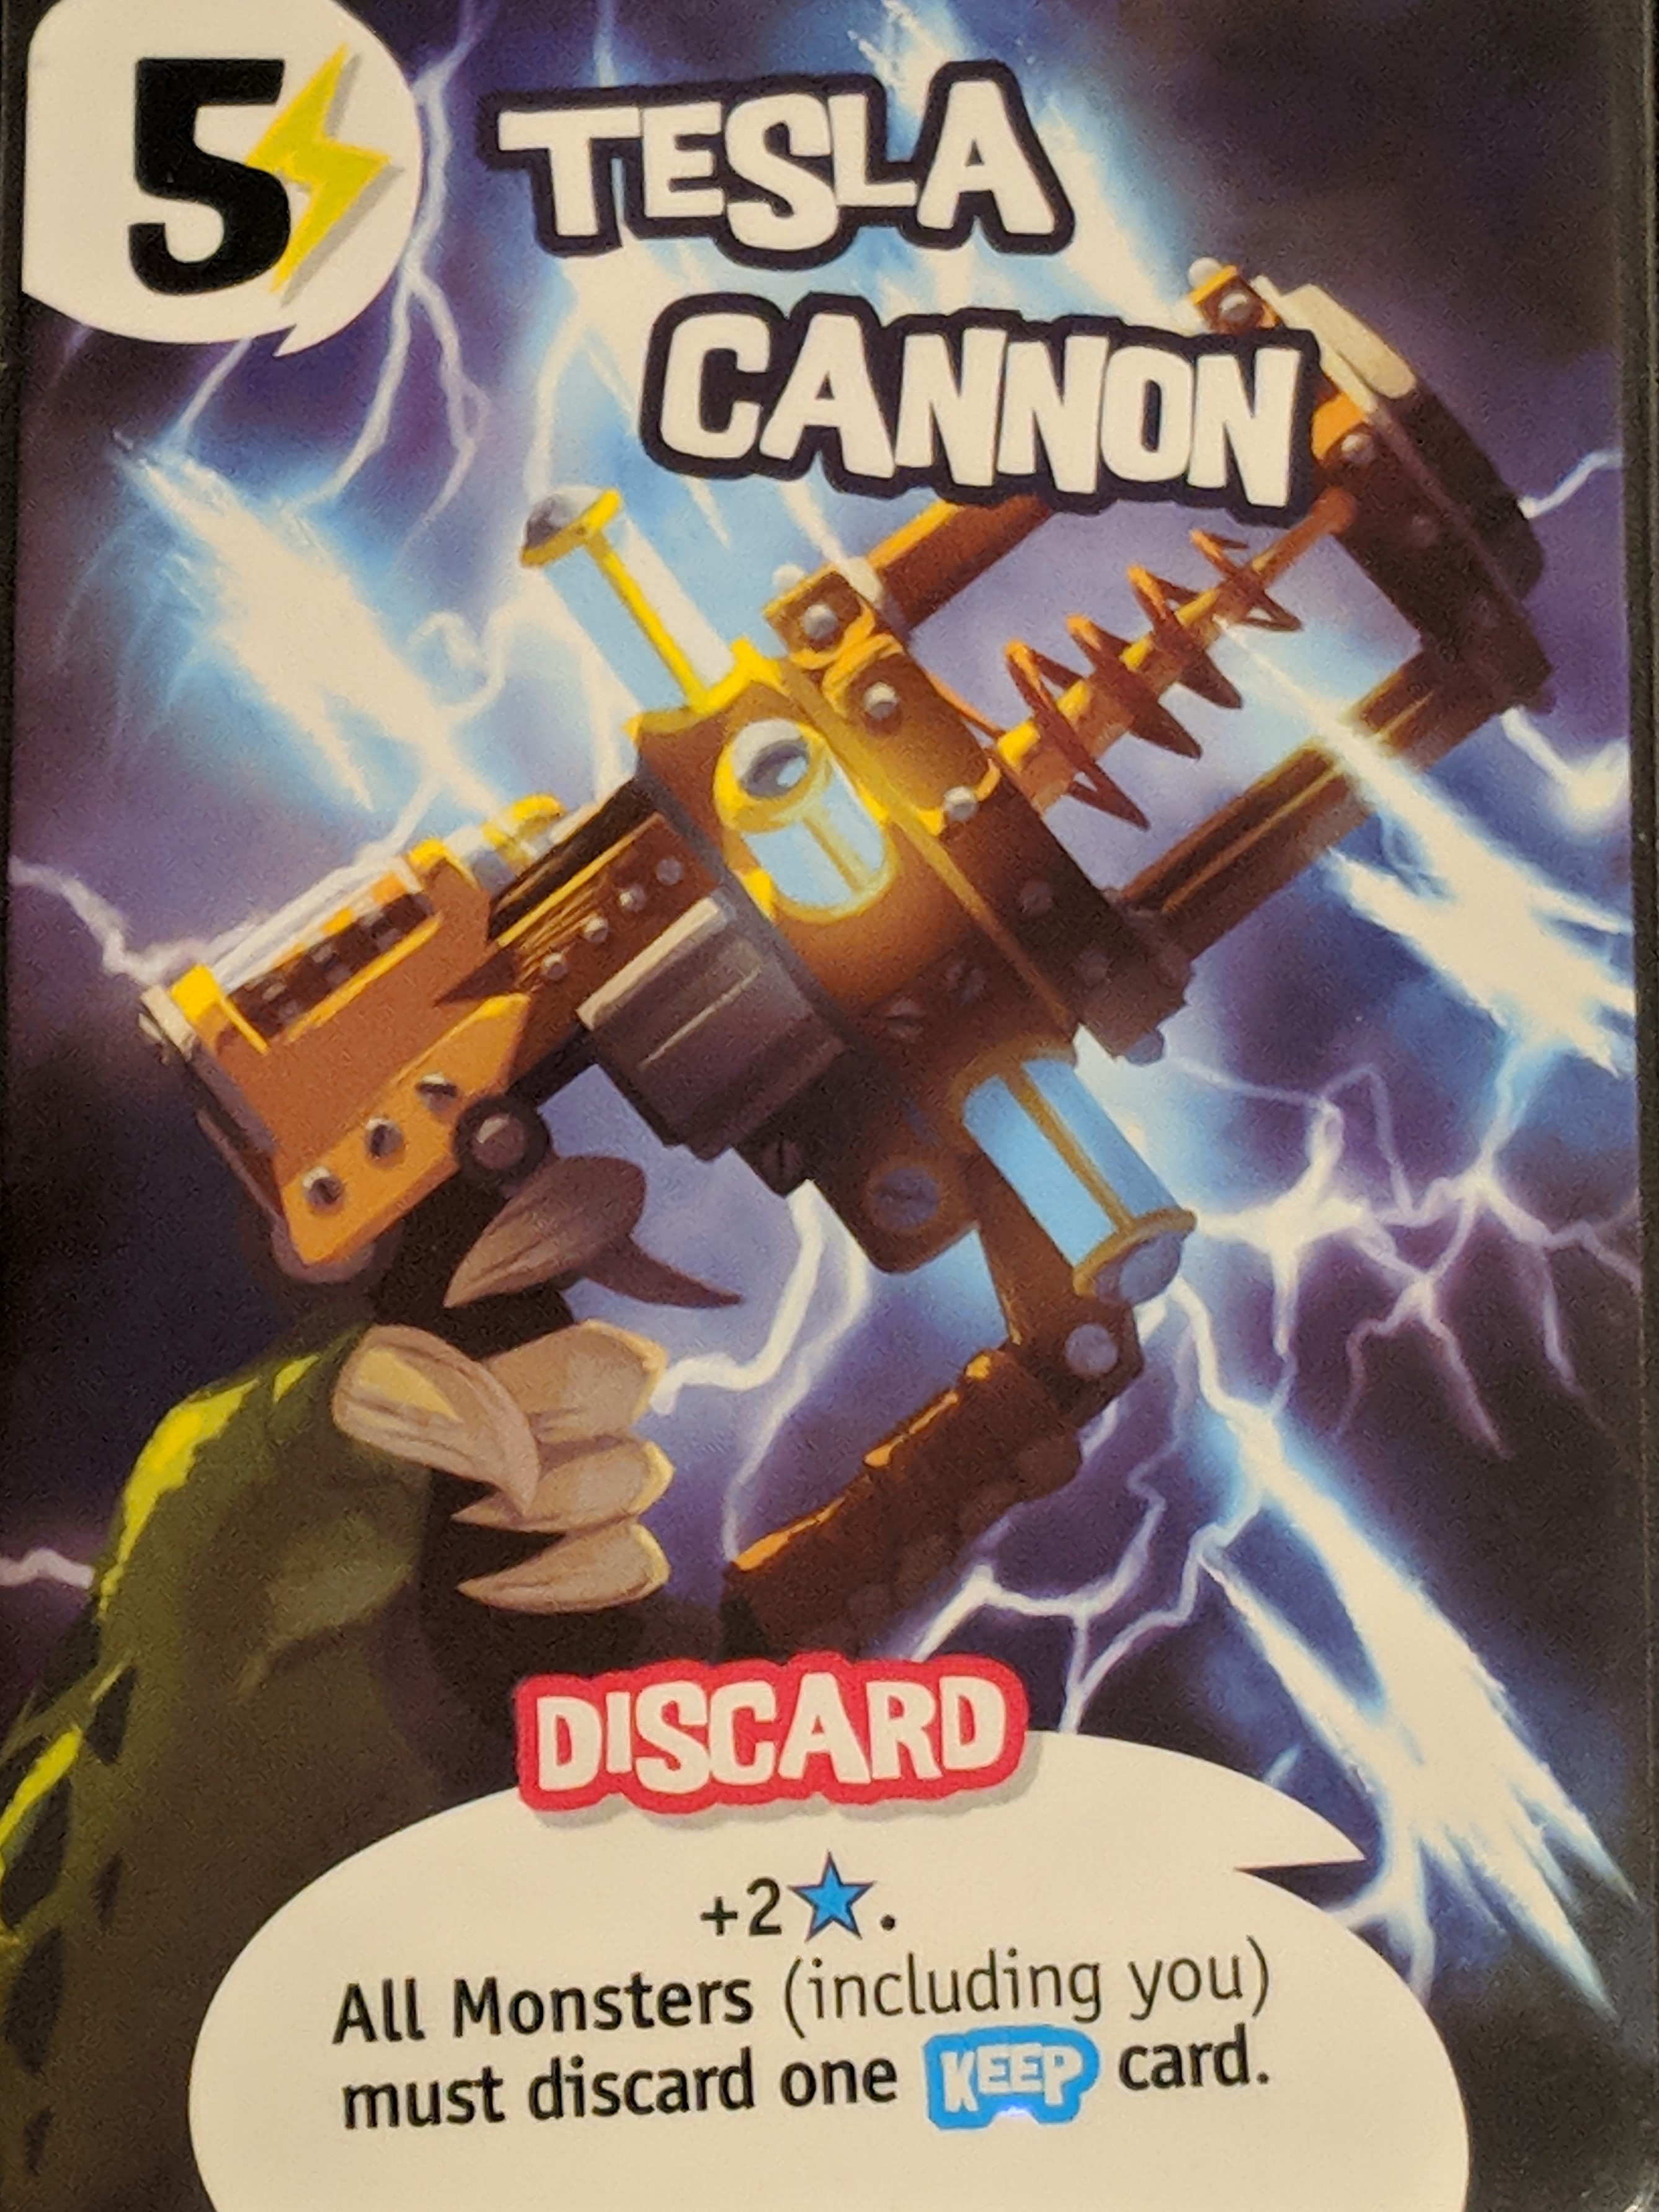 5
TESLA
CANNON
DISCARD
+2★.
All Monsters (including you)
must discard one KEEP card.